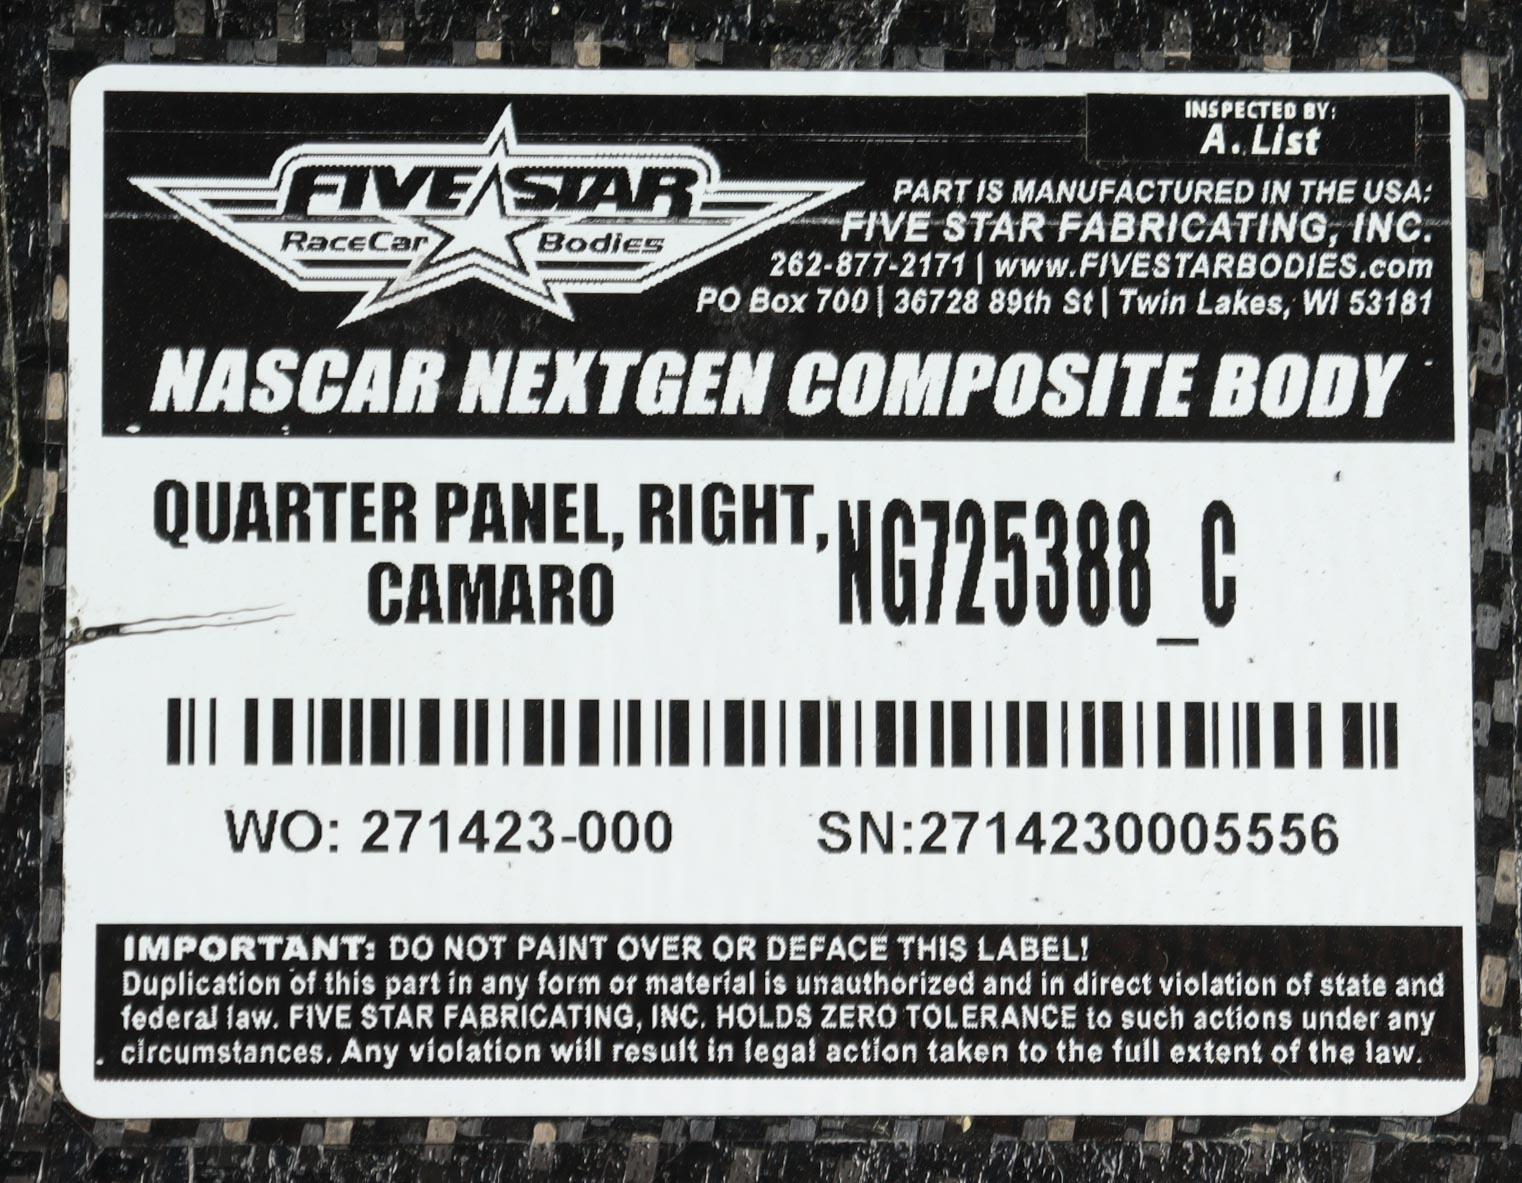 INSPECTED BY:
A. List
FIVE STAR
RaceCar Bodies
PART IS MANUFACTURED IN THE USA:
FIVE STAR FABRICATING, INC.
262-877-2171 | www.FIVESTARBODIES.com
PO Box 700 | 36728 89th St | Twin Lakes, WI 53181
NASCAR NEXTGEN COMPOSITE BODY
QUARTER PANEL, RIGHT,
CAMARO
NG725388_C
WO: 271423-000 SN:2714230005556
IMPORTANT: DO NOT PAINT OVER OR DEFACE THIS LABEL!
Duplication of this part in any form or material is unauthorized and in direct violation of state and
federal law. FIVE STAR FABRICATING, INC. HOLDS ZERO TOLERANCE to such actions under any
circumstances. Any violation will result in legal action taken to the full extent of the law.